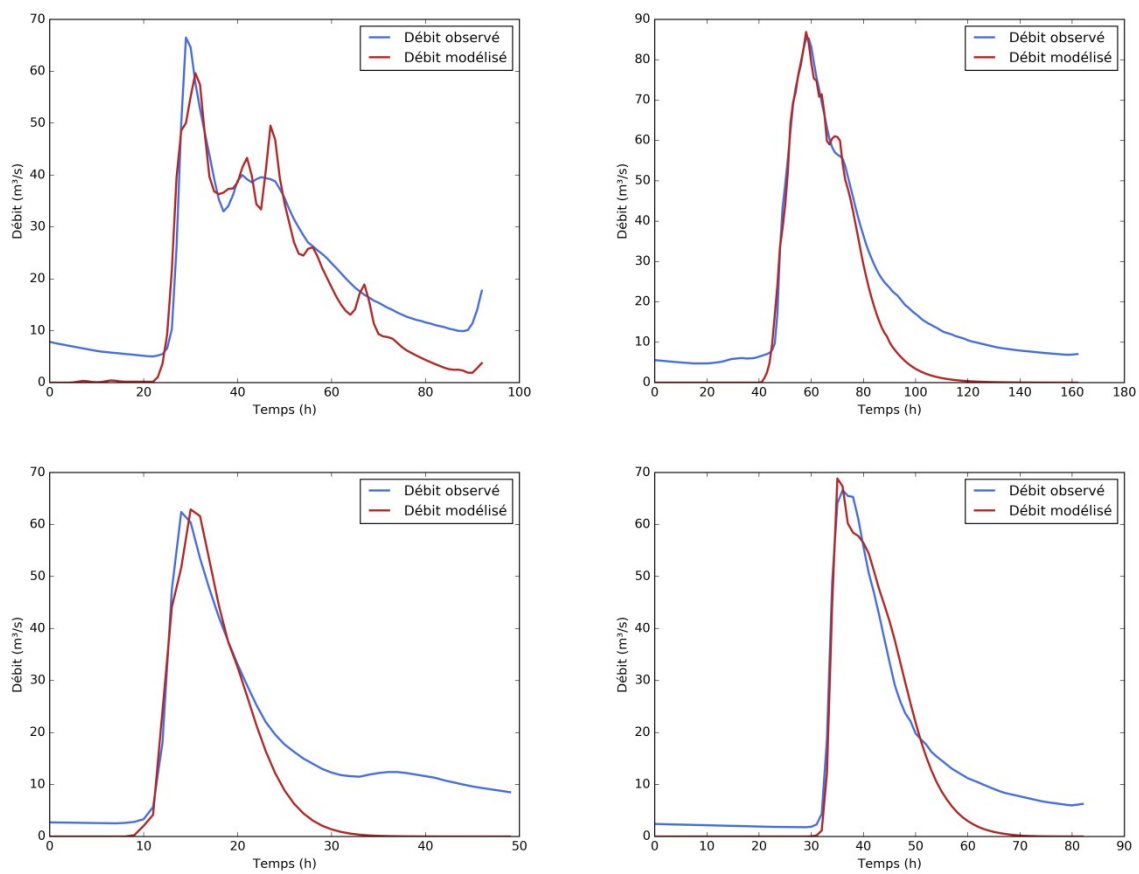 70
60
50
40
30
20
10
0
Débit (m³/s)
0 20 40 60 80 100
Temps (h)
Débit observé
Débit modélisé
90
80
70
60
50
40
30
20
10
0
Débit (m³/s)
0 20 40 60 80 100 120 140 160 180
Temps (h)
Débit observé
Débit modélisé
70
60
50
40
30
20
10
0
Débit (m³/s)
0 10 20 30 40 50
Temps (h)
Débit observé
Débit modélisé
70
60
50
40
30
20
10
0
Débit (m³/s)
0 10 20 30 40 50 60 70 80 90
Temps (h)
Débit observé
Débit modélisé